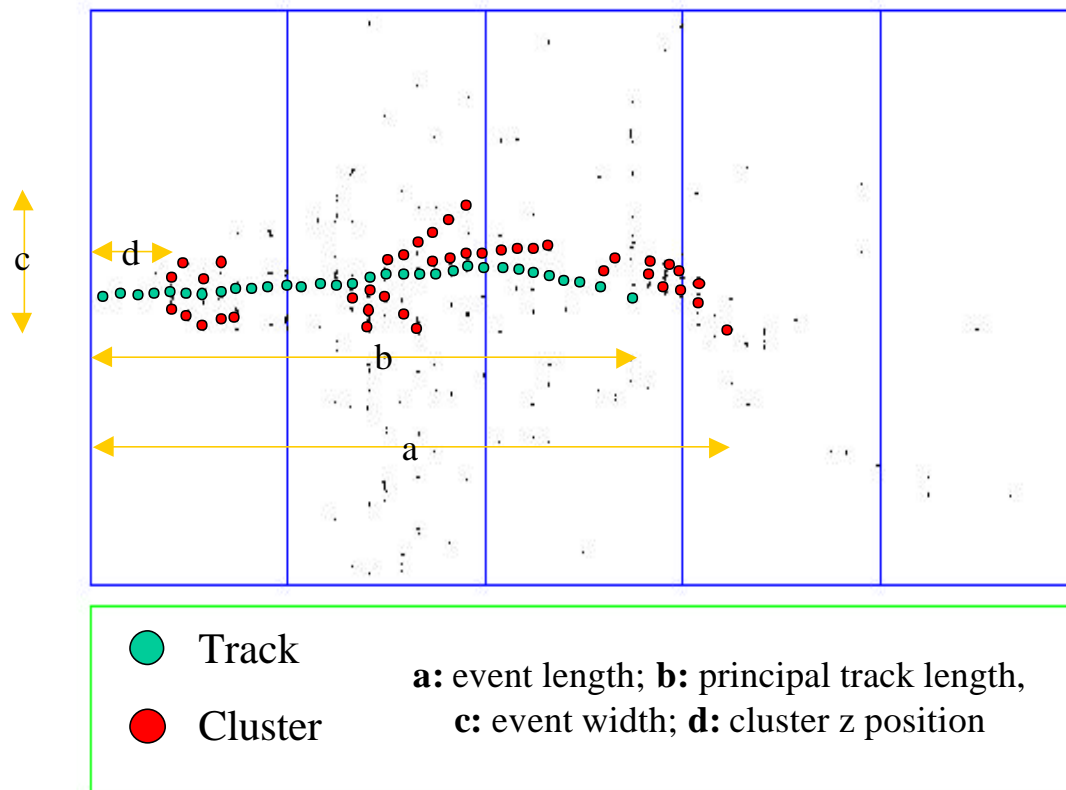 c
d
b
a
Track
Cluster
a: event length; b: principal track length,
c: event width; d: cluster z position